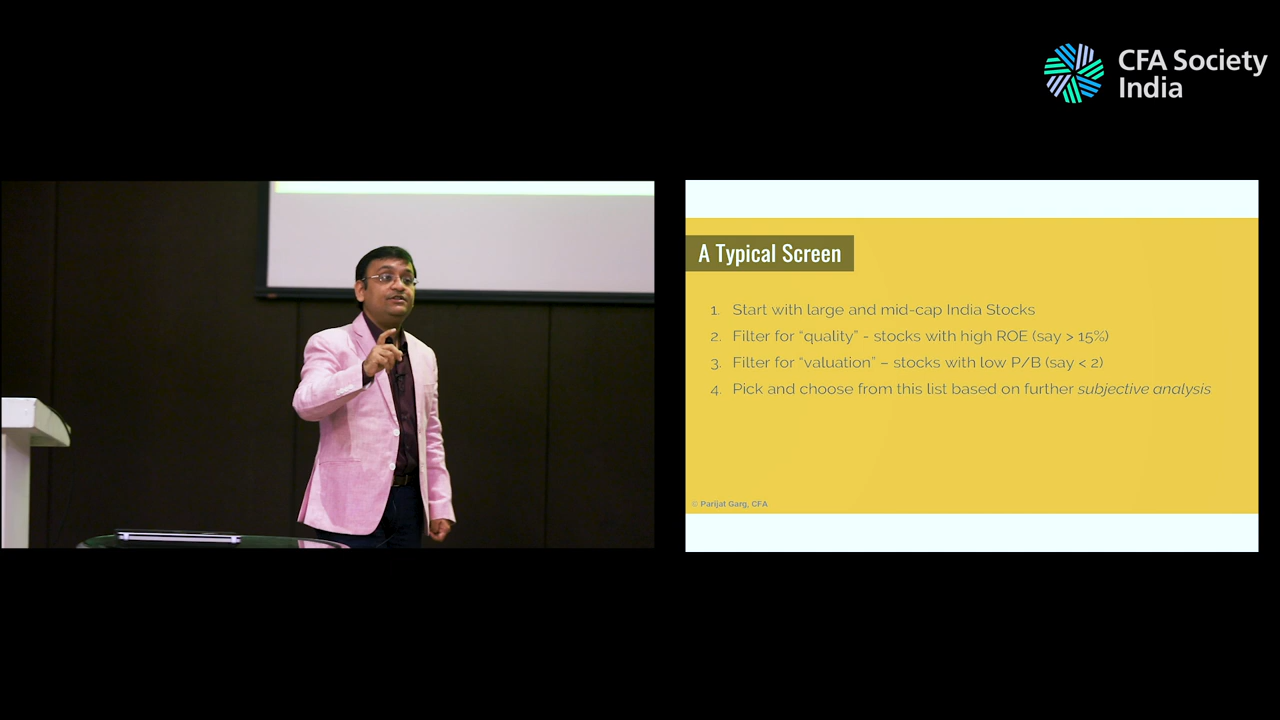 CFA Society
India
A Typical Screen
1. Start with large and mid-cap India Stocks
2. Filter for “quality” - stocks with high ROE (say > 15%)
3. Filter for “valuation” – stocks with low P/B (say < 2)
4. Pick and choose from this list based on further subjective analysis
© Parijat Garg, CFA